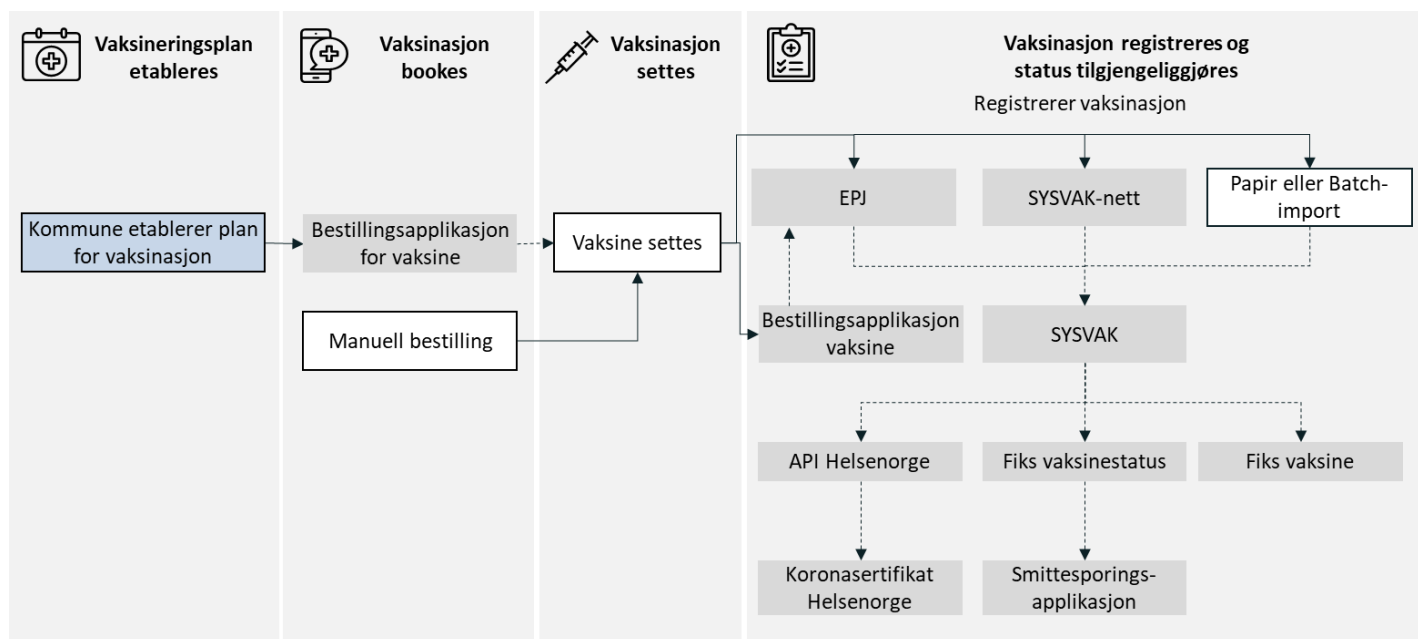 Vaksineringsplan
etableres
Vaksinasjon
bookes
Vaksinasjon
settes
Vaksinasjon registreres og
status tilgjengeliggjøres
Registrerer vaksinasjon
Kommune etablerer plan
for vaksinasjon
Bestillingsapplikasjon
for vaksine
Manuell bestilling
Vaksine settes
EPJ
SYSVAK-nett
Papir eller Batch-
import
Bestillingsapplikasjon
vaksine
SYSVAK
API Helsenorge
Fiks vaksinestatus
Fiks vaksine
Koronasertifikat
Helsenorge
Smittesporings-
applikasjon